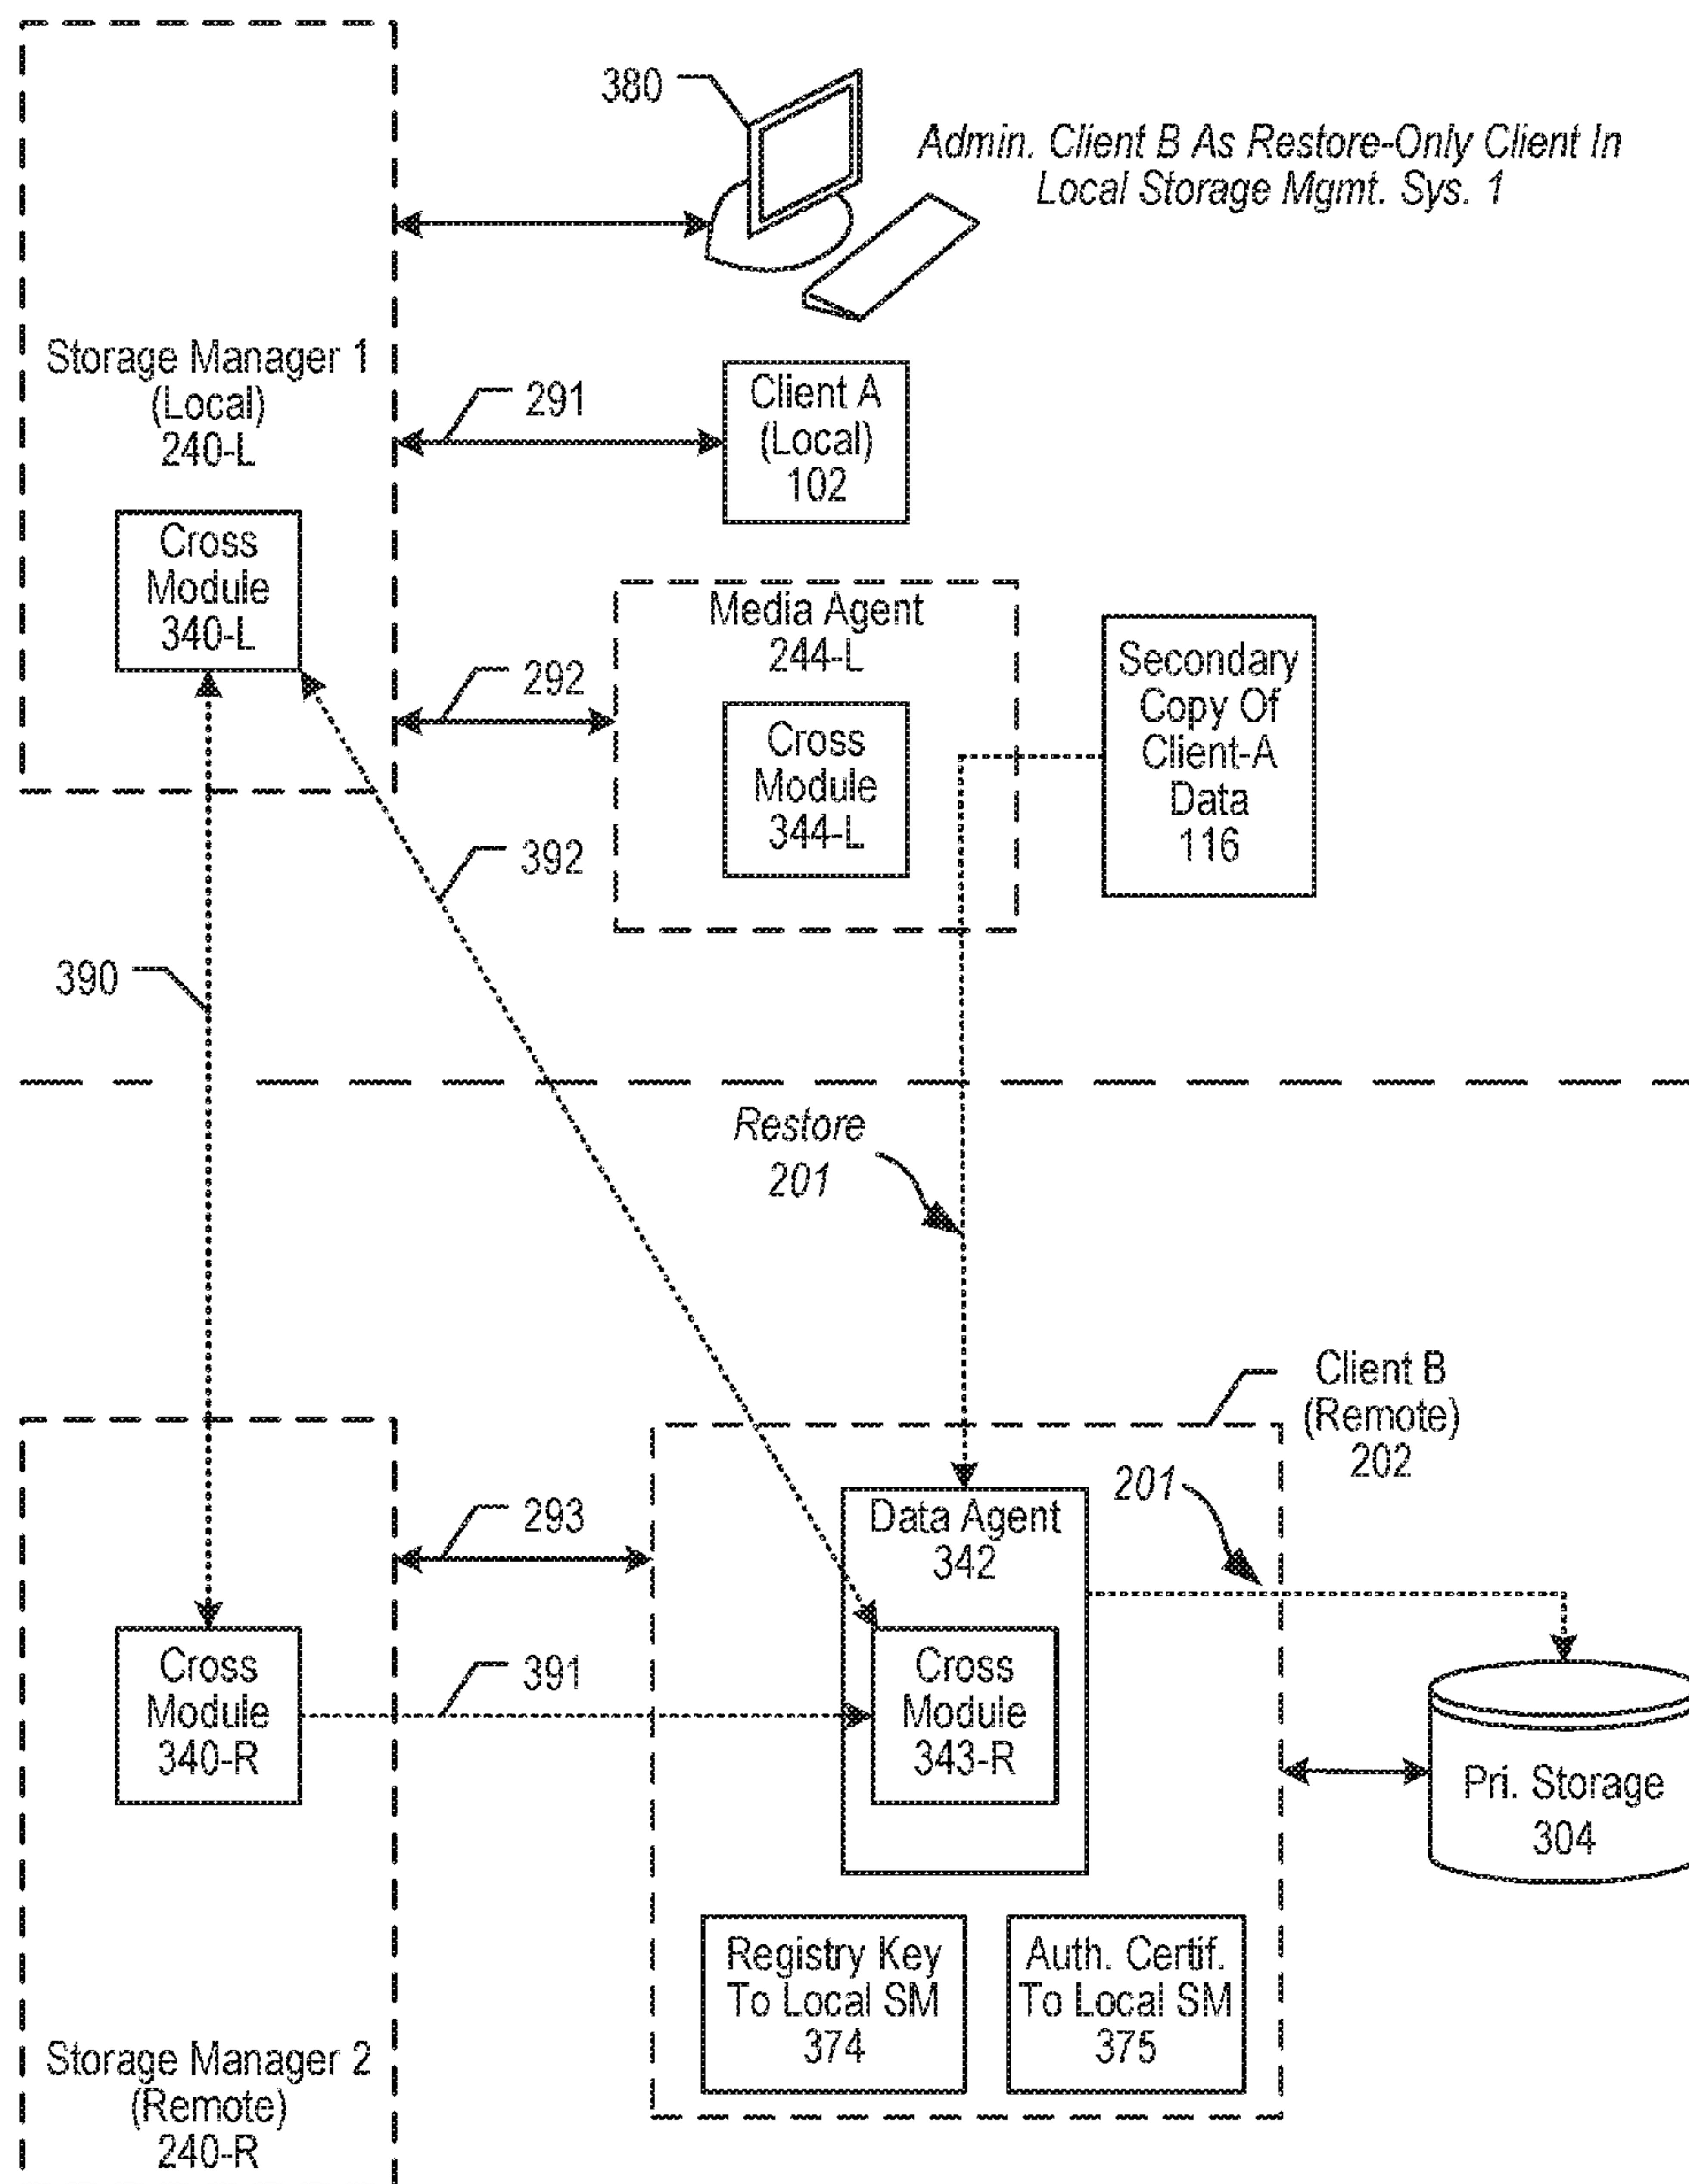 380
Admin. Client B As Restore-Only Client In
Local Storage Mgmt. Sys. 1
Storage Manager 1
(Local)
240-L
291
Client A
(Local)
102
Cross
Module
340-L
292
Media Agent
244-L
Cross
Module
344-L
Secondary
Copy Of
Client-A
Data
116
392
390
Restore
201
Client B
(Remote)
202
293
Data Agent
342
201
Cross
Module
340-R
391
Cross
Module
343-R
Pri. Storage
304
Registry Key
To Local SM
374
Auth. Certif.
To Local SM
375
Storage Manager 2
(Remote)
240-R